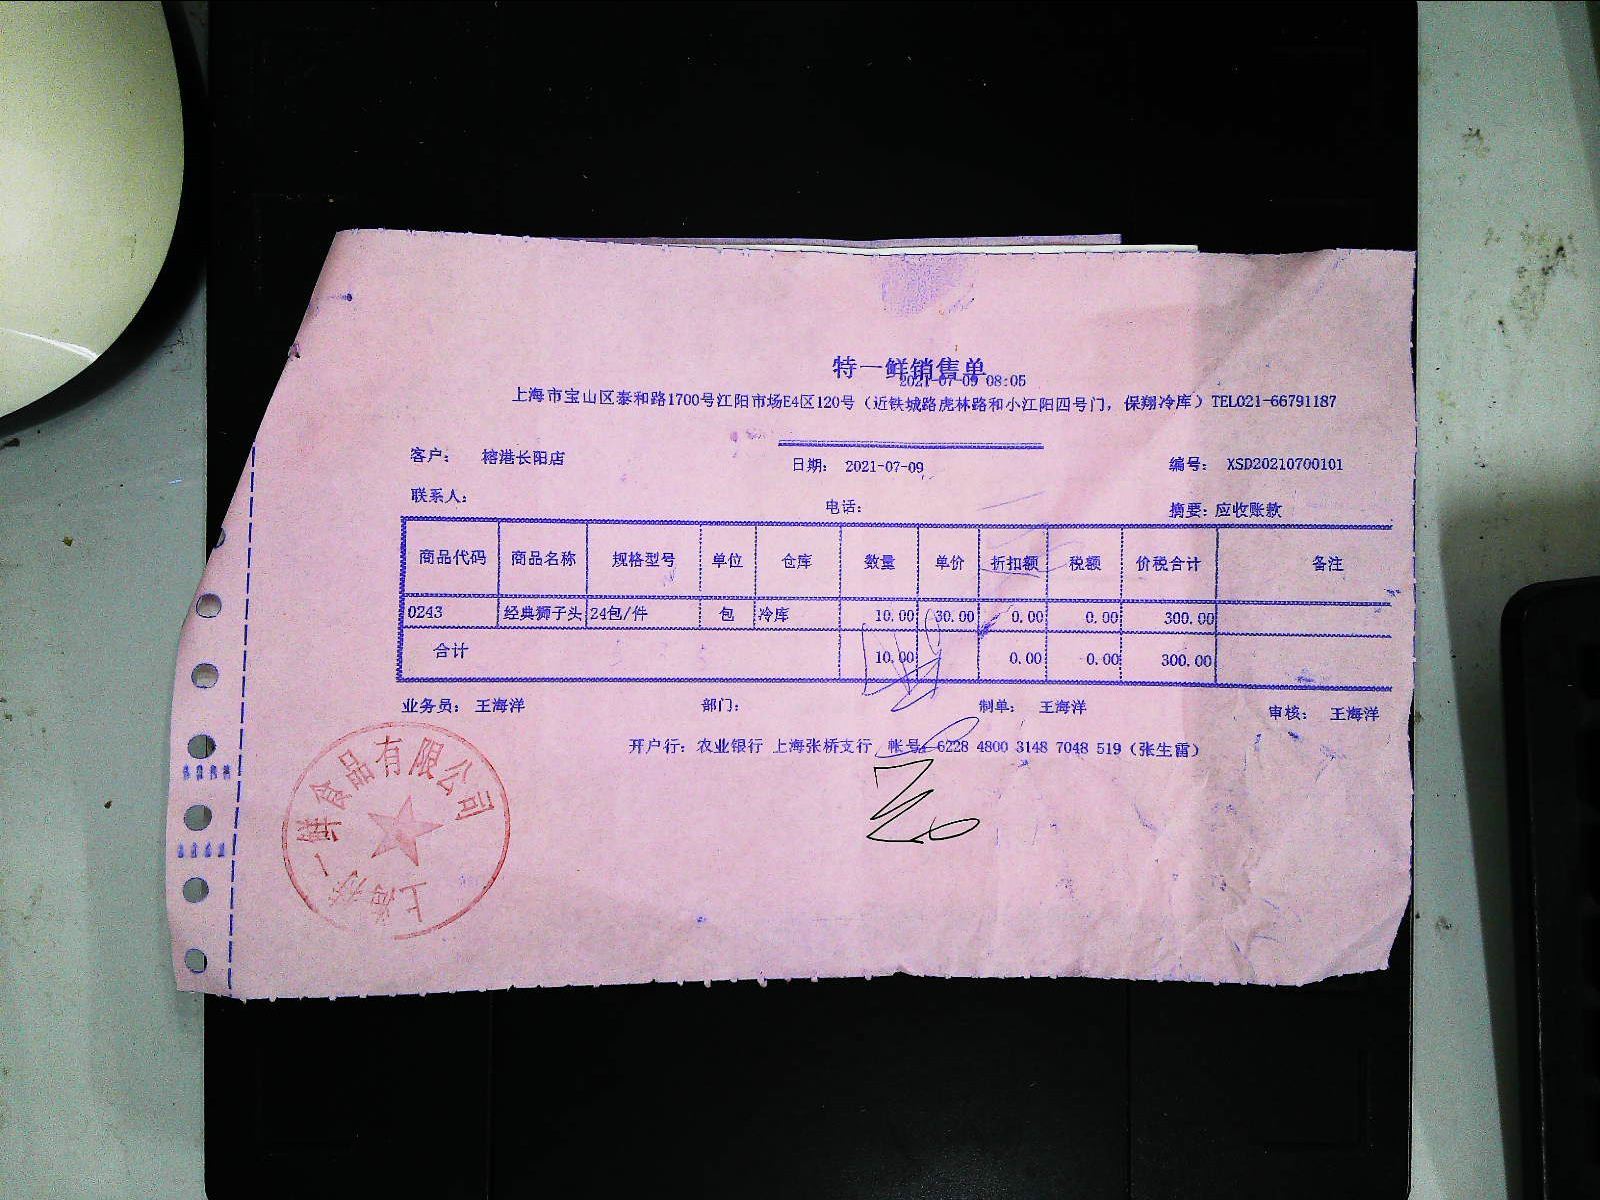 特一鲜销售单
2021-07-09 08:05
上海市宝山区泰和路1700号江阳市场E4区120号（近铁城路虎林路和小江阳四号门，保翔冷库）TEL021-66791187
客户： 榕港长阳店 日期： 2021-07-09 编号： XSD20210700101
联系人： 电话： 摘要：应收账款
商品代码 商品名称 规格型号 单位 仓库 数量 单价 折扣额 税额 价税合计 备注
0243 经典狮子头 24包/件 包 冷库 10.00 30.00 0.00 0.00 300.00
合计 10.00 0.00 0.00 300.00
业务员： 王海洋 部门： 制单： 王海洋 审核： 王海洋
开户行：农业银行 上海张桥支行 帐号：6228 4800 3148 7048 519（张生雷）
上海特一鲜食品有限公司